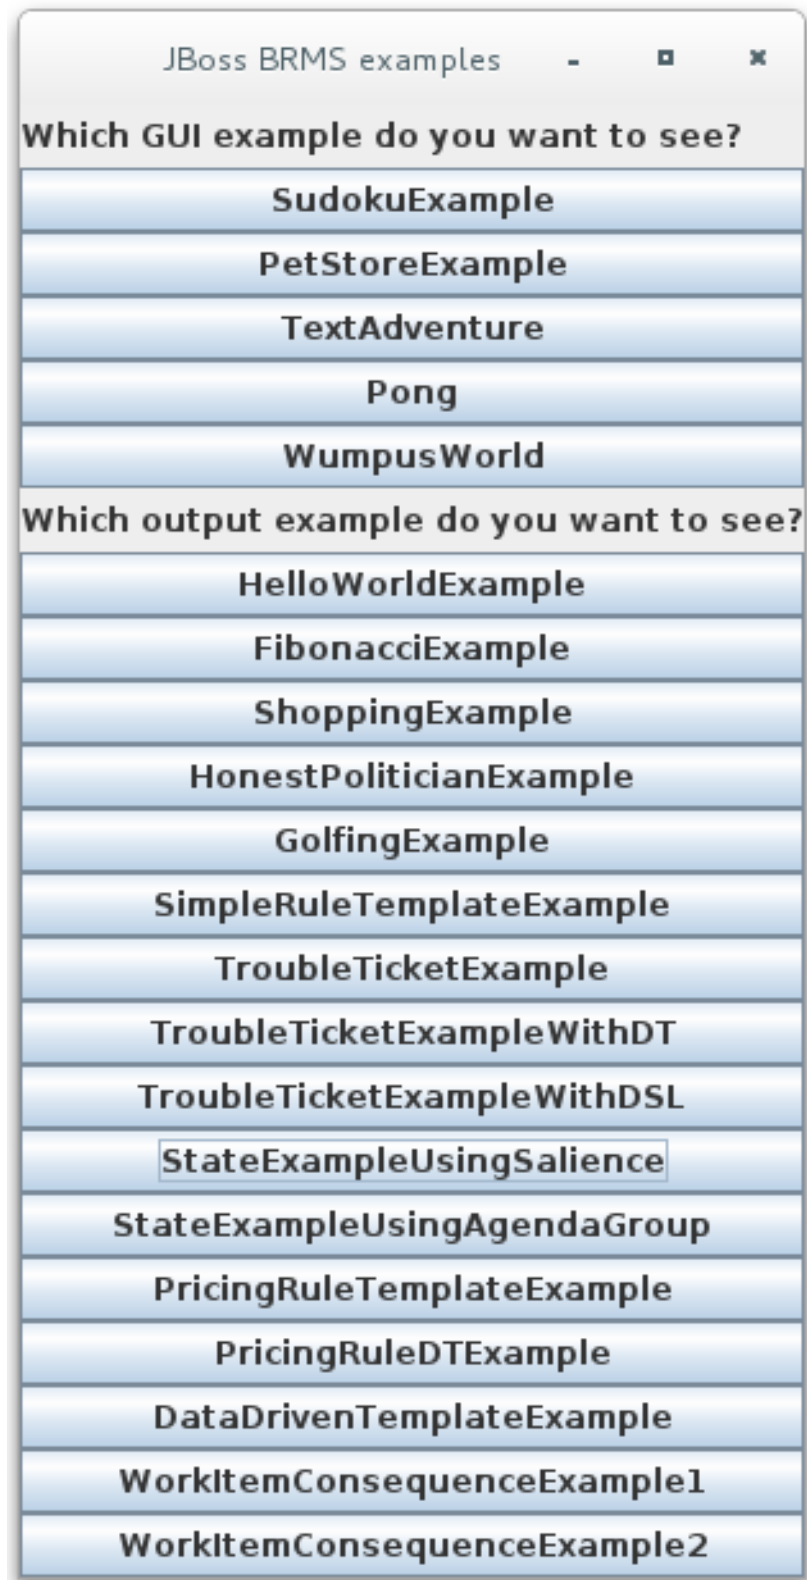 JBoss BRMS examples
Which GUI example do you want to see?
SudokuExample
PetStoreExample
TextAdventure
Pong
WumpusWorld
Which output example do you want to see?
HelloWorldExample
FibonacciExample
ShoppingExample
HonestPoliticianExample
GolfingExample
SimpleRuleTemplateExample
TroubleTicketExample
TroubleTicketExampleWithDT
TroubleTicketExampleWithDSL
StateExampleUsingSalience
StateExampleUsingAgendaGroup
PricingRuleTemplateExample
PricingRuleDTExample
DataDrivenTemplateExample
WorkItemConsequenceExample1
WorkItemConsequenceExample2